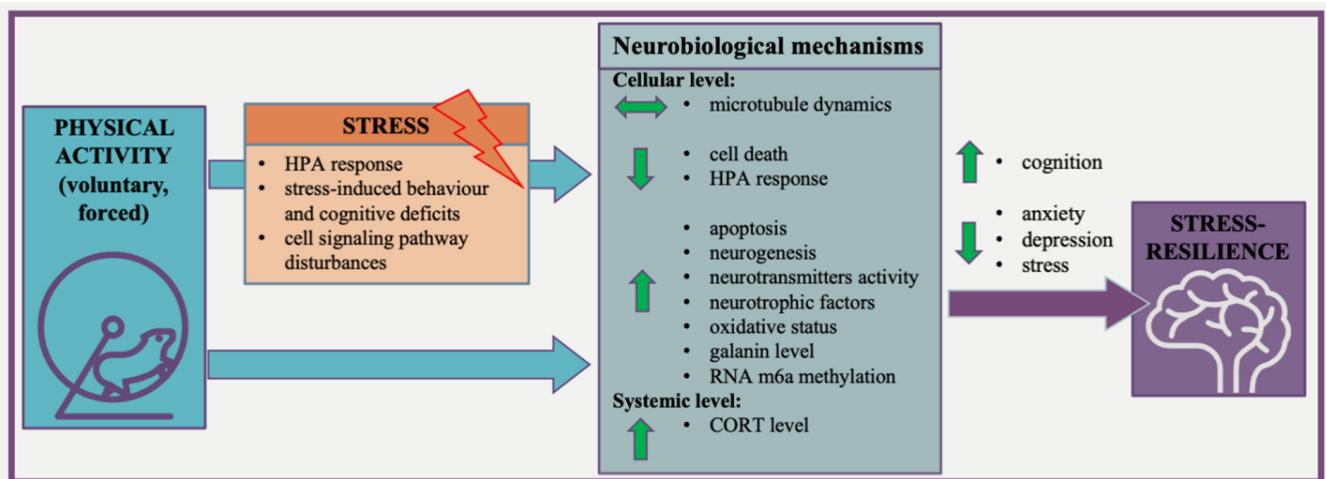 PHYSICAL
ACTIVITY
(voluntary,
forced)
STRESS
• HPA response
• stress-induced behaviour
and cognitive deficits
• cell signaling pathway
disturbances
Neurobiological mechanisms
Cellular level:
• microtubule dynamics
• cell death
• HPA response
• apoptosis
• neurogenesis
• neurotransmitters activity
• neurotrophic factors
• oxidative status
• galanin level
• RNA m6a methylation
Systemic level:
• CORT level
• cognition
• anxiety
• depression
• stress
STRESS-
RESILIENCE